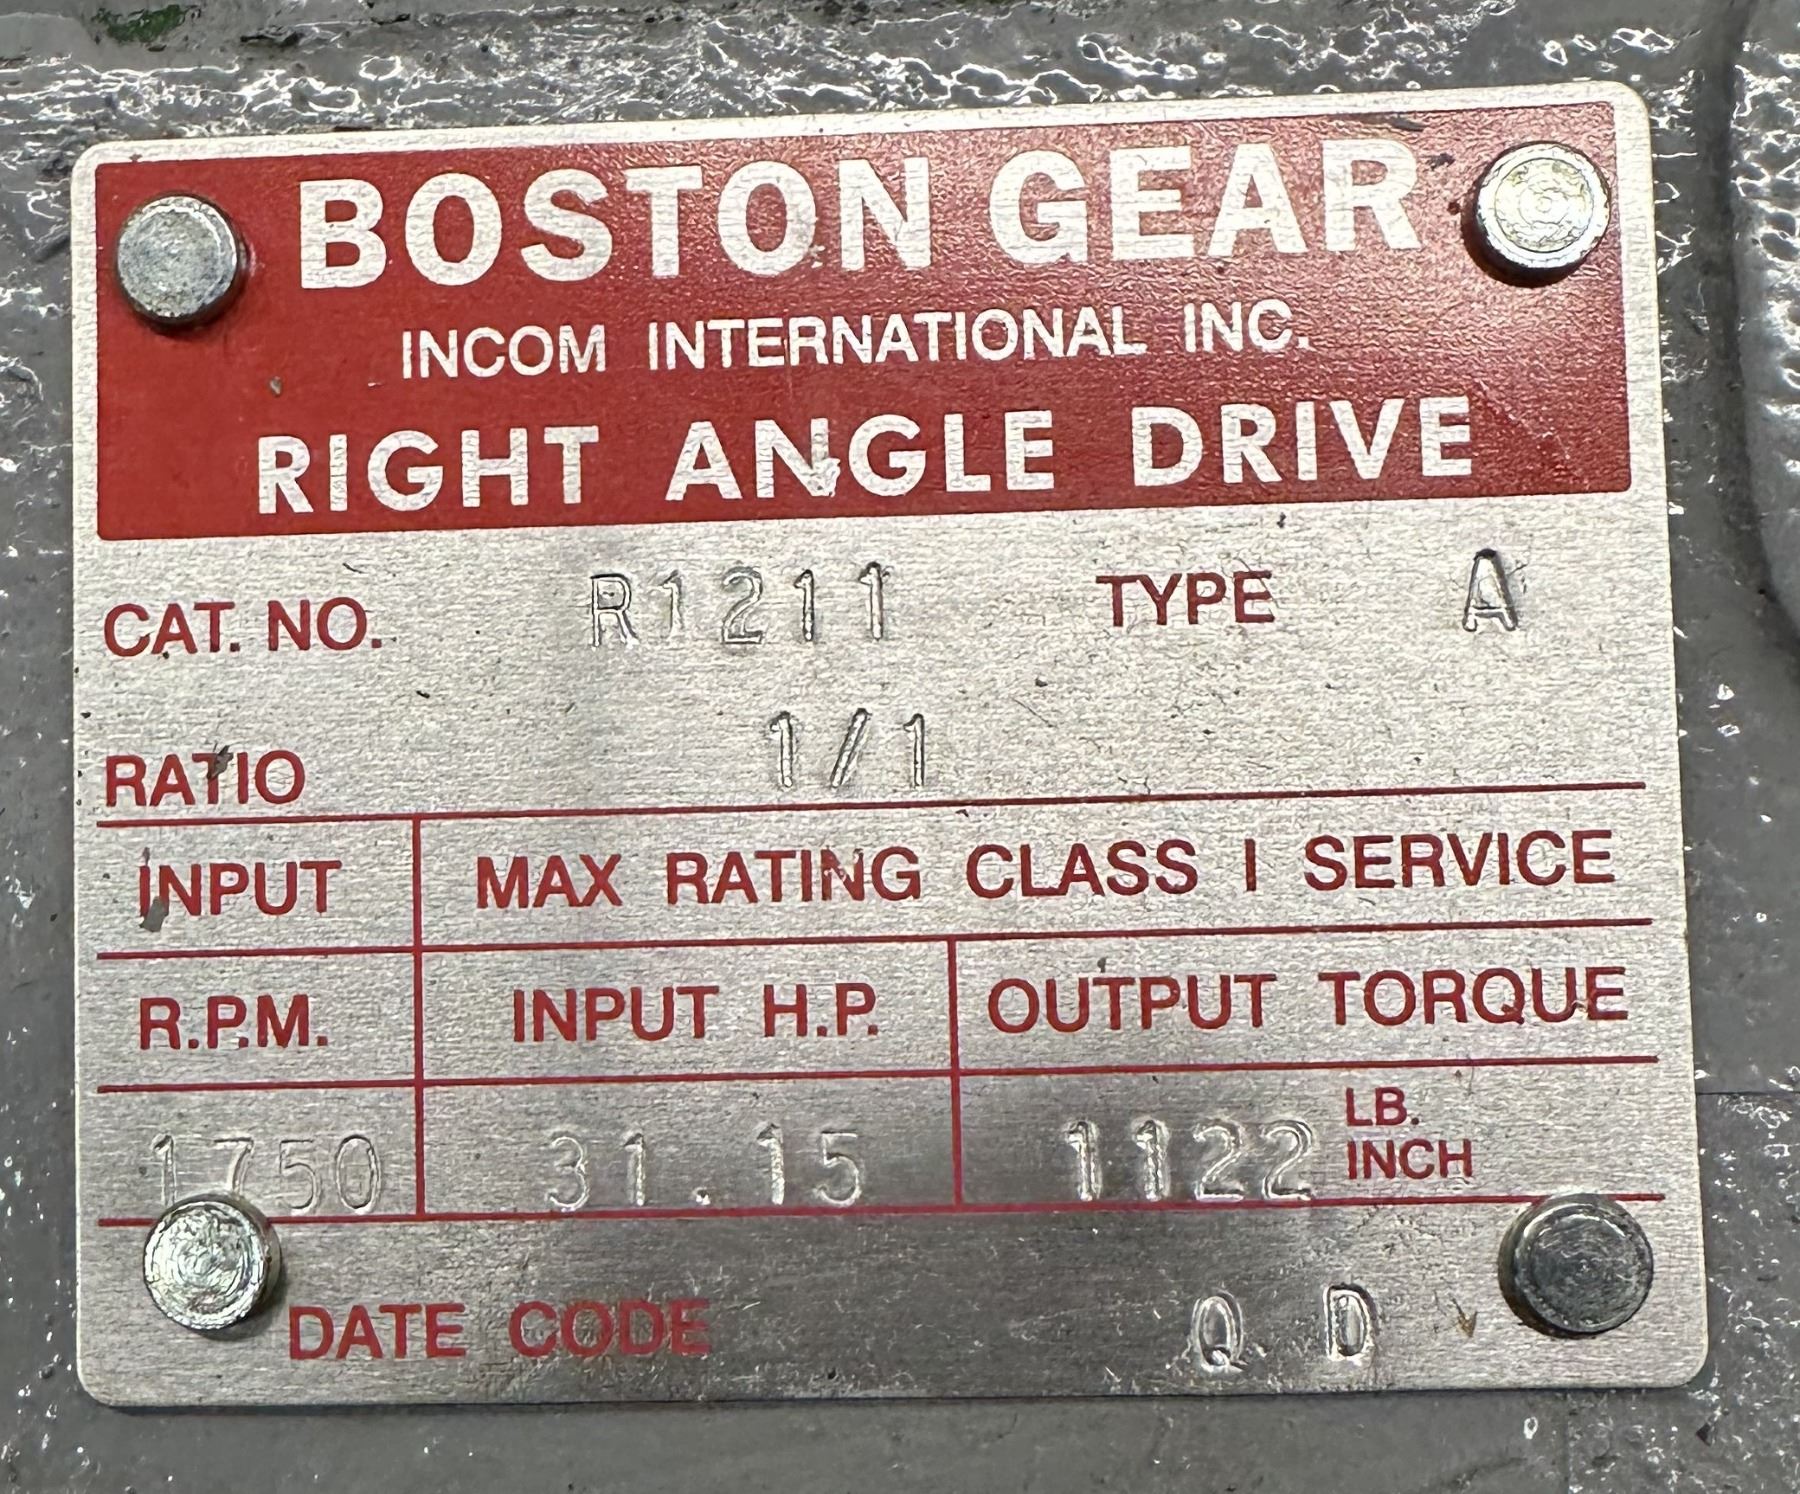 BOSTON GEAR
INCOM INTERNATIONAL INC.
RIGHT ANGLE DRIVE
CAT. NO. R1211 TYPE A
RATIO 1/1
INPUT MAX RATING CLASS I SERVICE
R.P.M. INPUT H.P. OUTPUT TORQUE
1750 31.15 1122 LB. INCH
DATE CODE Q D